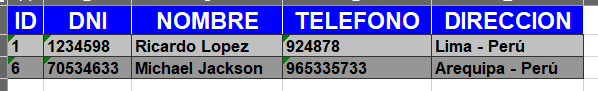 ID DNI NOMBRE TELEFONO DIRECCION
1 1234598 Ricardo Lopez 924878 Lima - Perú
6 70534633 Michael Jackson 965335733 Arequipa - Perú